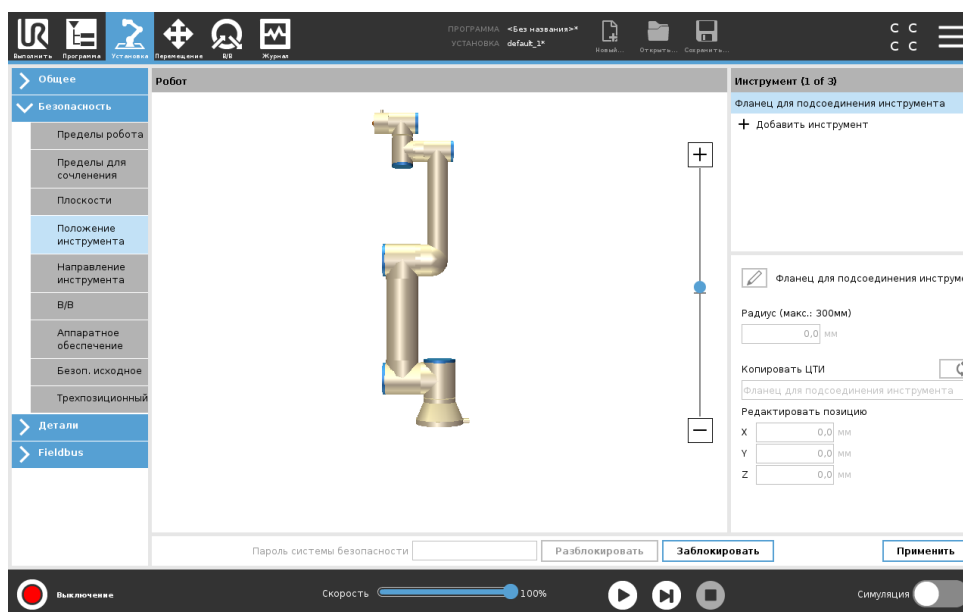 UR
Выполнить
Программа
Установка
Перемещение
В/В
Журнал
ПРОГРАММА <Без названия>*
УСТАНОВКА default_1*
Новый...
Открыть...
Сохранить...
C C
C C
Общее
Безопасность
Пределы робота
Пределы для
сочленения
Плоскости
Положение
инструмента
Направление
инструмента
В/В
Аппаратное
обеспечение
Безоп. исходное
Трехпозиционный
Детали
Fieldbus
Робот
Инструмент (1 of 3)
Фланец для подсоединения инструмента
+ Добавить инструмент
Фланец для подсоединения инструме
Радиус (макс.: 300мм)
0,0 мм
Копировать ЦТИ
Фланец для подсоединения инструмента
Редактировать позицию
X 0,0 мм
Y 0,0 мм
Z 0,0 мм
Пароль системы безопасности
Разблокировать
Заблокировать
Применить
Выключение
Скорость
100%
Симуляция